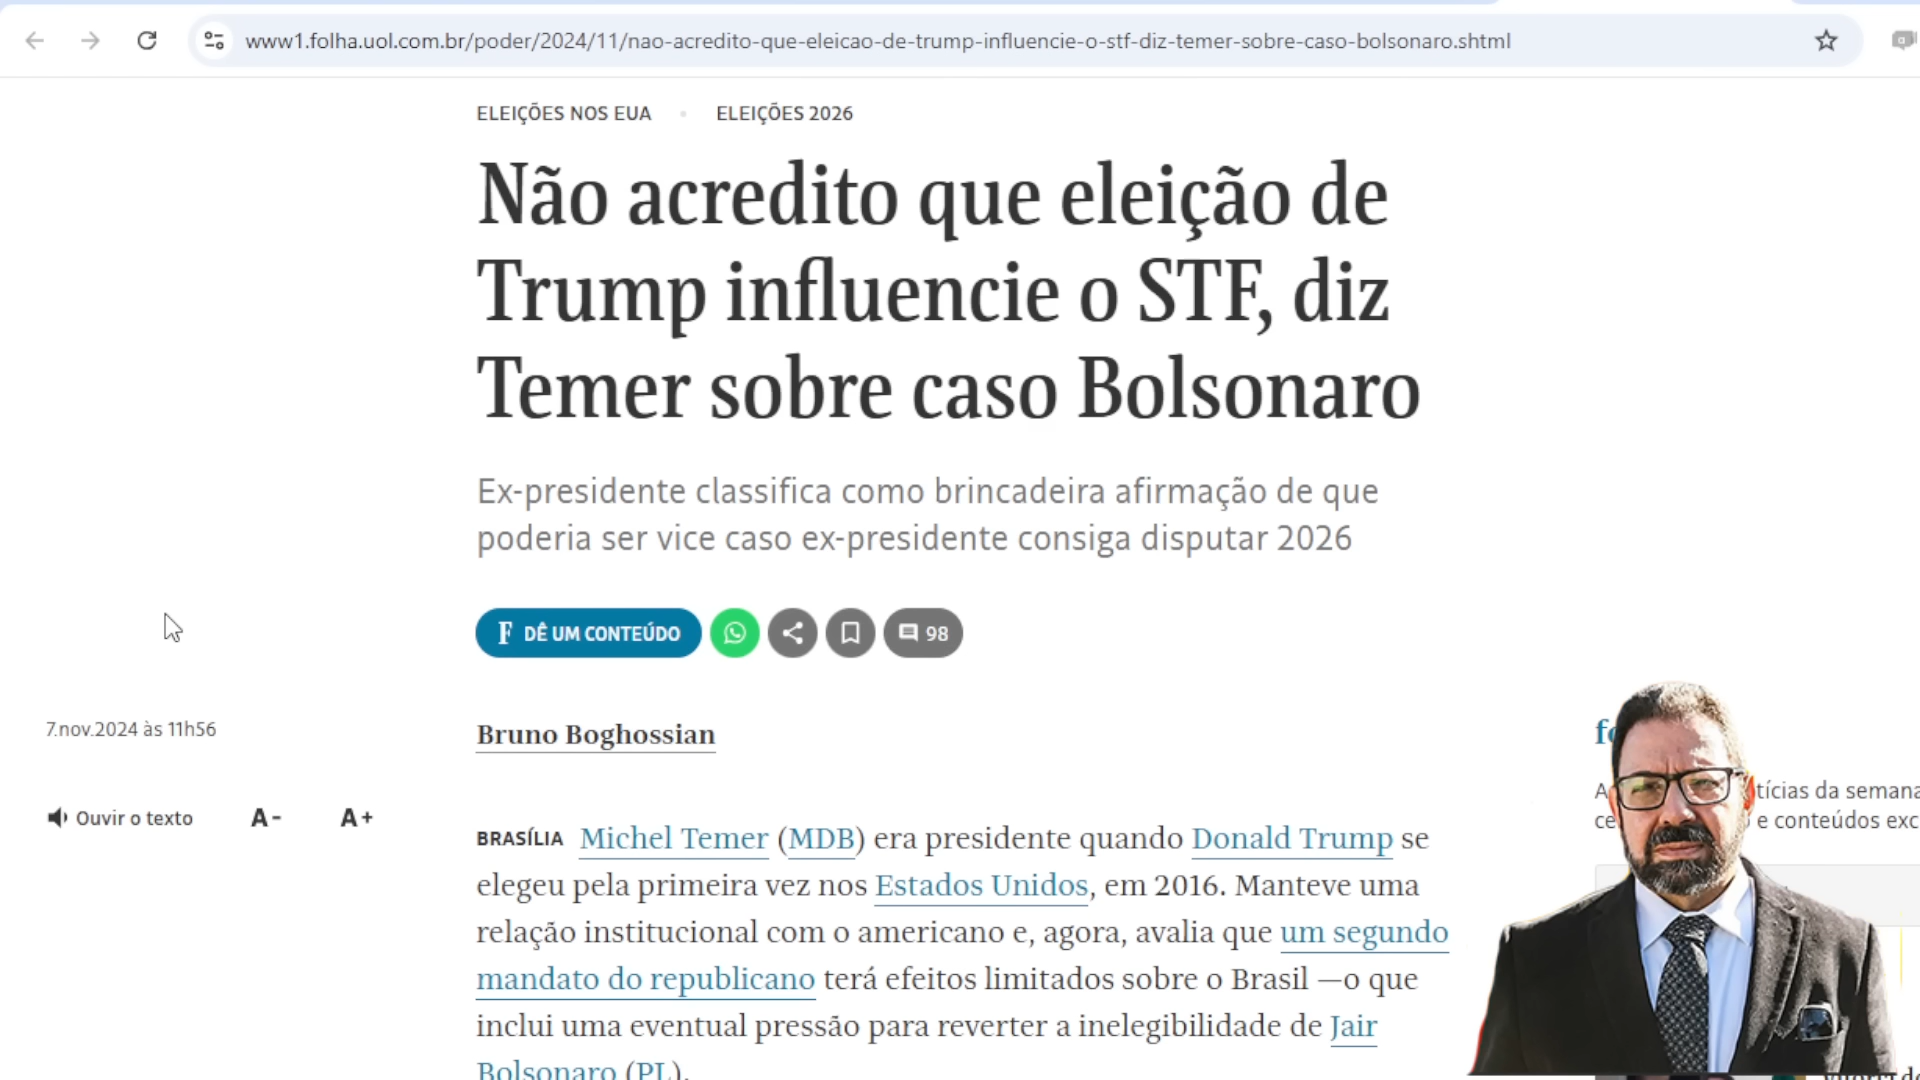 www1.folha.uol.com.br/poder/2024/11/nao-acredito-que-eleicao-de-trump-influencie-o-stf-diz-temer-sobre-caso-bolsonaro.shtml
ELEIÇÕES NOS EUA • ELEIÇÕES 2026
Não acredito que eleição de
Trump influencie o STF, diz
Temer sobre caso Bolsonaro
Ex-presidente classifica como brincadeira afirmação de que
poderia ser vice caso ex-presidente consiga disputar 2026
F DÊ UM CONTEÚDO
98
7.nov.2024 às 11h56
Ouvir o texto A- A+
Bruno Boghossian
BRASÍLIA Michel Temer (MDB) era presidente quando Donald Trump se
elegeu pela primeira vez nos Estados Unidos, em 2016. Manteve uma
relação institucional com o americano e, agora, avalia que um segundo
mandato do republicano terá efeitos limitados sobre o Brasil —o que
inclui uma eventual pressão para reverter a inelegibilidade de Jair
Bolsonaro (PL).
da semana
e conteúdos